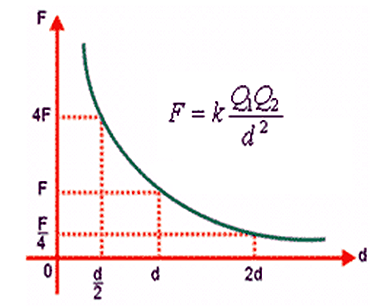 F
F = k Q₁Q₂ / d²
4F
F
F/4
0 d/2 d 2d d